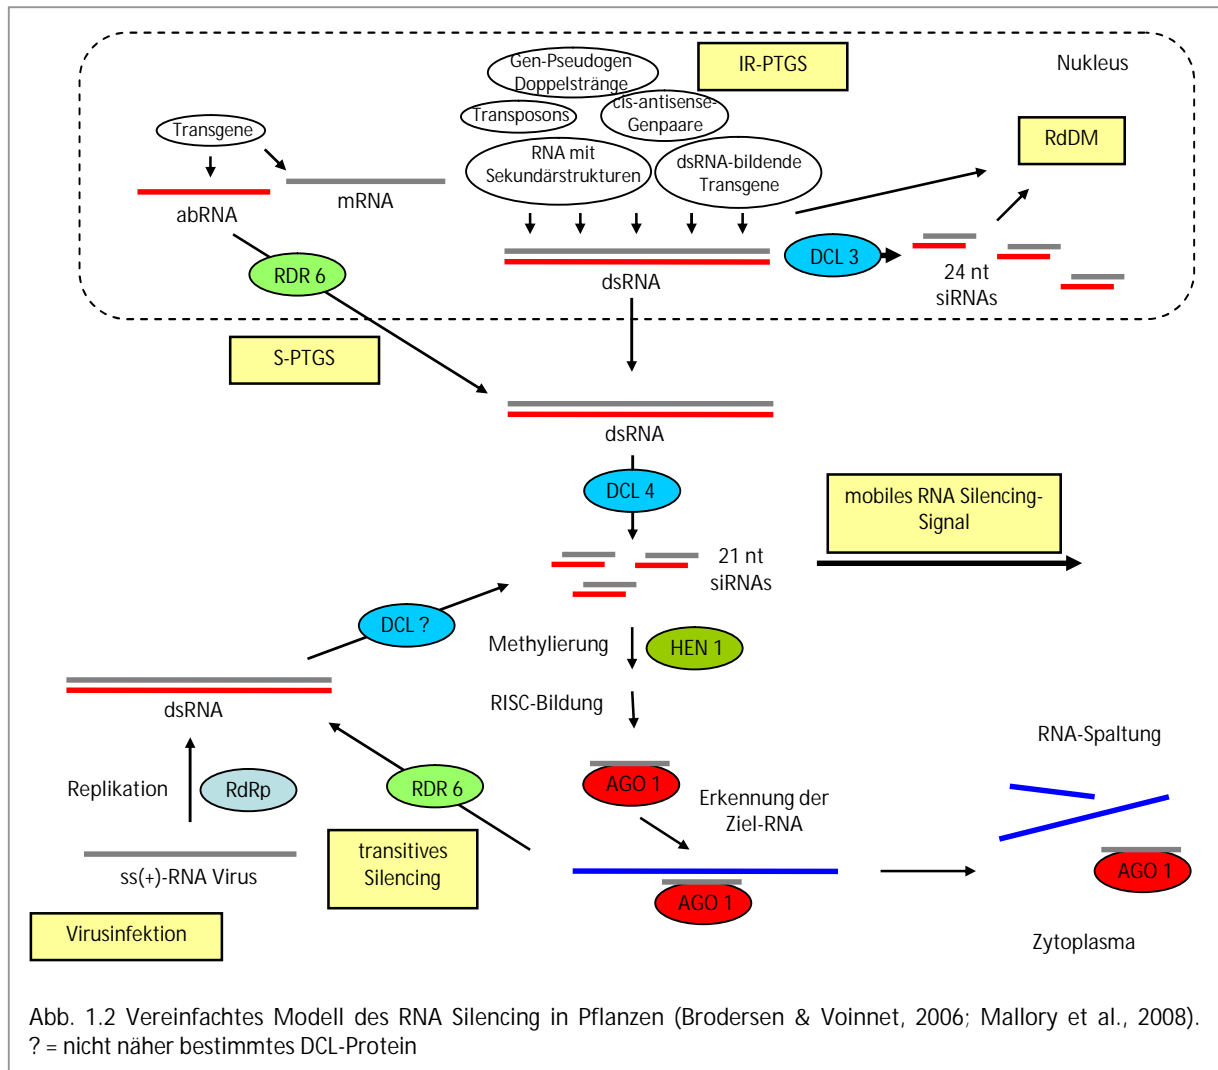 Gen-Pseudogen
Doppelstränge
IR-PTGS
Nukleus
Transposons
cis-antisense-
Genpaare
Transgene
RNA mit
Sekundärstrukturen
dsRNA-bildende
Transgene
RdDM
mRNA
abRNA
RDR 6
dsRNA
DCL 3
24 nt
siRNAs
S-PTGS
dsRNA
DCL 4
mobiles RNA Silencing-
Signal
21 nt
siRNAs
DCL ?
Methylierung
HEN 1
RISC-Bildung
dsRNA
Replikation
RdRp
RDR 6
AGO 1
Erkennung der
Ziel-RNA
RNA-Spaltung
ss(+)-RNA Virus
transitives
Silencing
AGO 1
AGO 1
Virusinfektion
Zytoplasma
Abb. 1.2 Vereinfachtes Modell des RNA Silencing in Pflanzen (Brodersen & Voinnet, 2006; Mallory et al., 2008).
? = nicht näher bestimmtes DCL-Protein